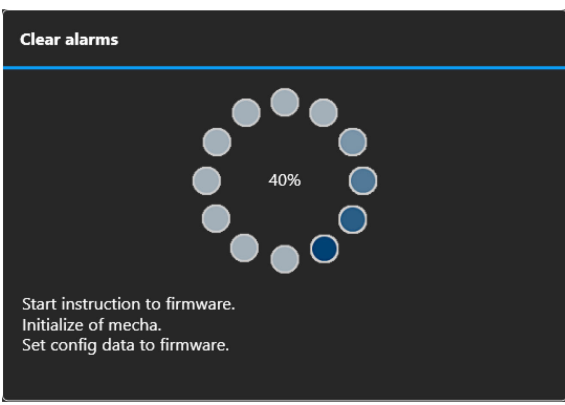 Clear alarms
40%
Start instruction to firmware.
Initialize of mecha.
Set config data to firmware.